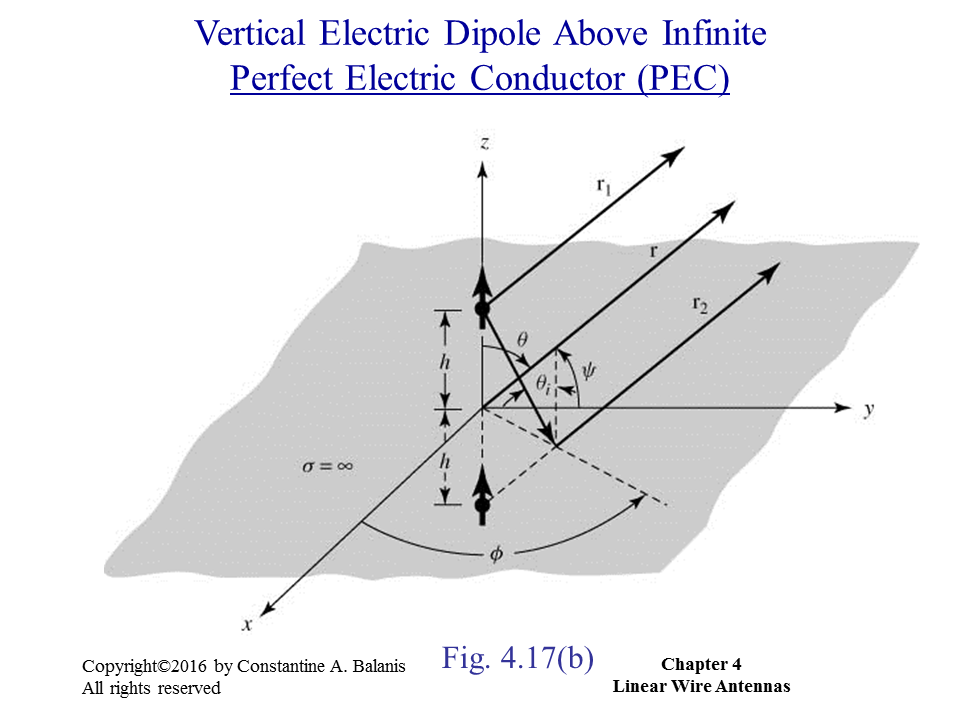 Vertical Electric Dipole Above Infinite
Perfect Electric Conductor (PEC)
z
r₁
r
r₂
θ
h
θᵢ
ψ
y
σ = ∞
h
ϕ
x
Fig. 4.17(b)
Copyright©2016 by Constantine A. Balanis
All rights reserved
Chapter 4
Linear Wire Antennas